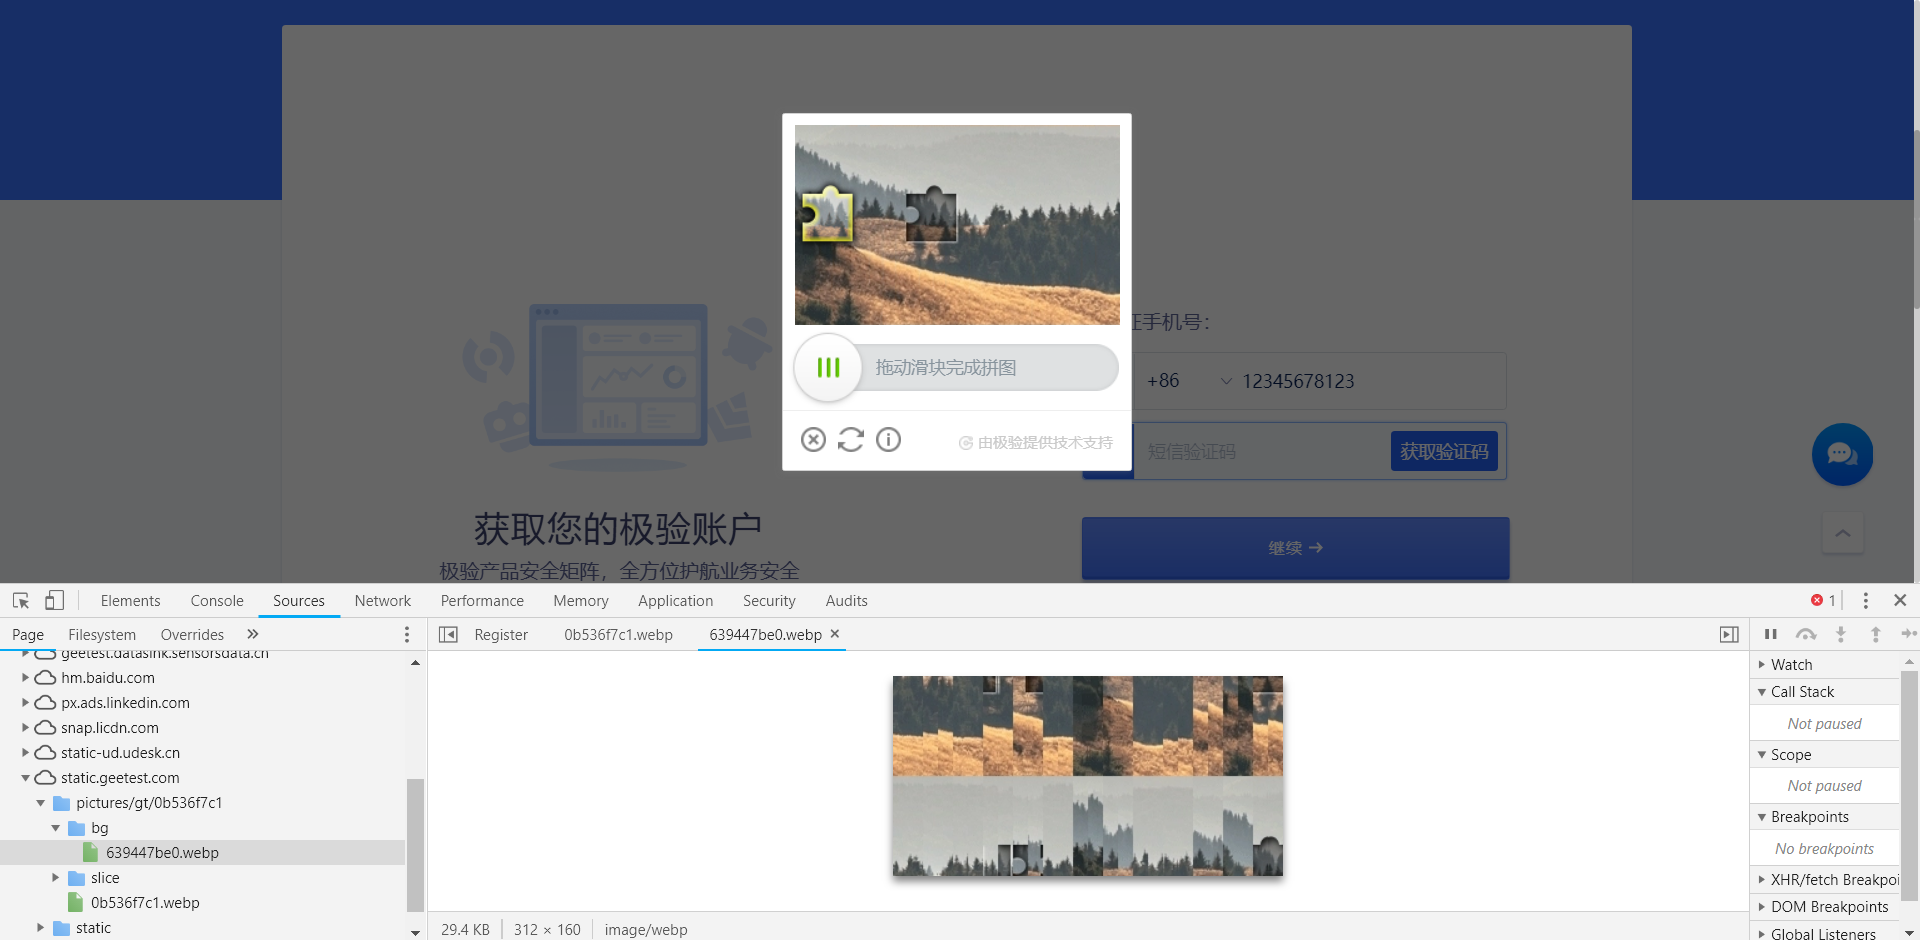 拖动滑块完成拼图
由极验提供技术支持
证手机号：
+86
12345678123
短信验证码
获取验证码
继续
获取您的极验账户
极验产品安全矩阵，全方位护航业务安全
Elements Console Sources Network Performance Memory Application Security Audits 1
Page Filesystem Overrides
Register 0b536f7c1.webp 639447be0.webp
geetest.datasink.sensorsdata.cn
hm.baidu.com
px.ads.linkedin.com
snap.licdn.com
static-ud.udesk.cn
static.geetest.com
pictures/gt/0b536f7c1
bg
639447be0.webp
slice
0b536f7c1.webp
static
29.4 KB 312 × 160 image/webp
Watch
Call Stack
Not paused
Scope
Not paused
Breakpoints
No breakpoints
XHR/fetch Breakpoi
DOM Breakpoints
Global Listeners